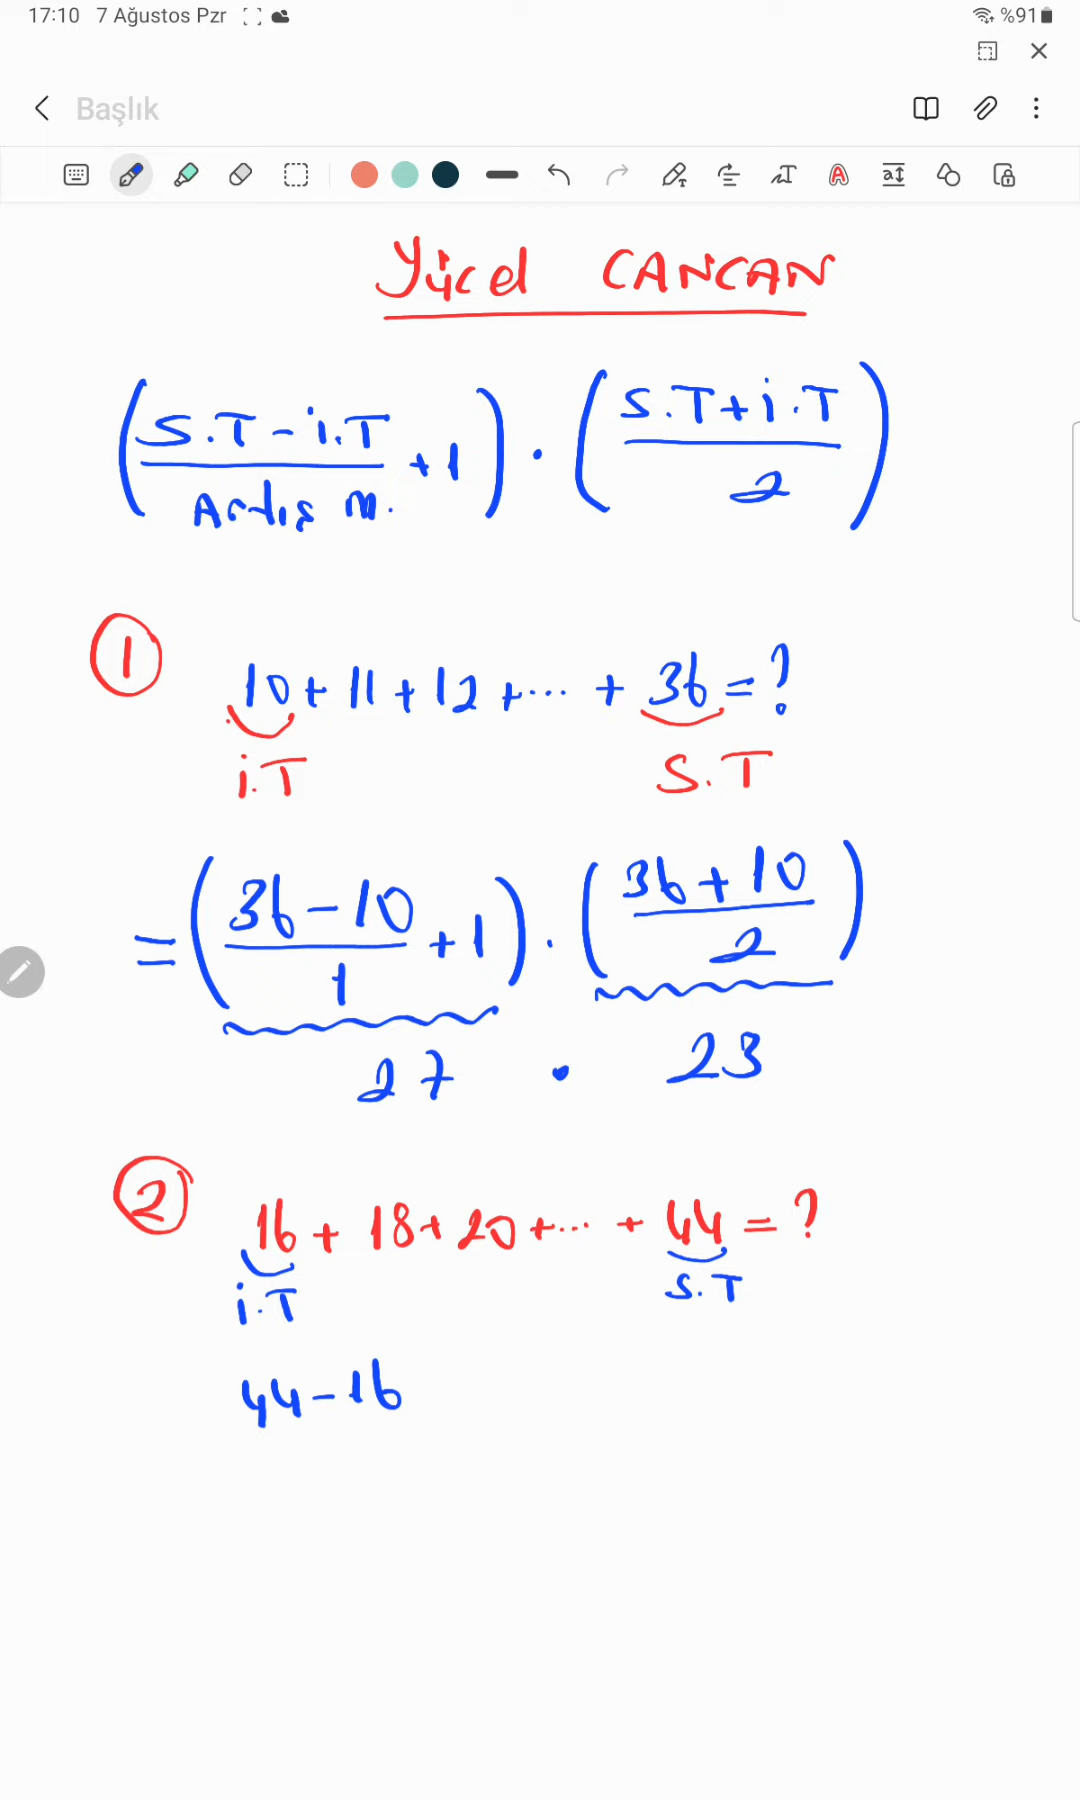 17:10 7 Ağustos Pzr %91
Başlık
Yücel CANCAN
(S.T-i.T/Artış M. +1) · (S.T+i.T/2)
1
10+11+12+...+36=?
i.T S.T
=(36-10/1 +1) · (36+10/2)
27 · 23
2
16+18+20+...+44=?
i.T S.T
44-16